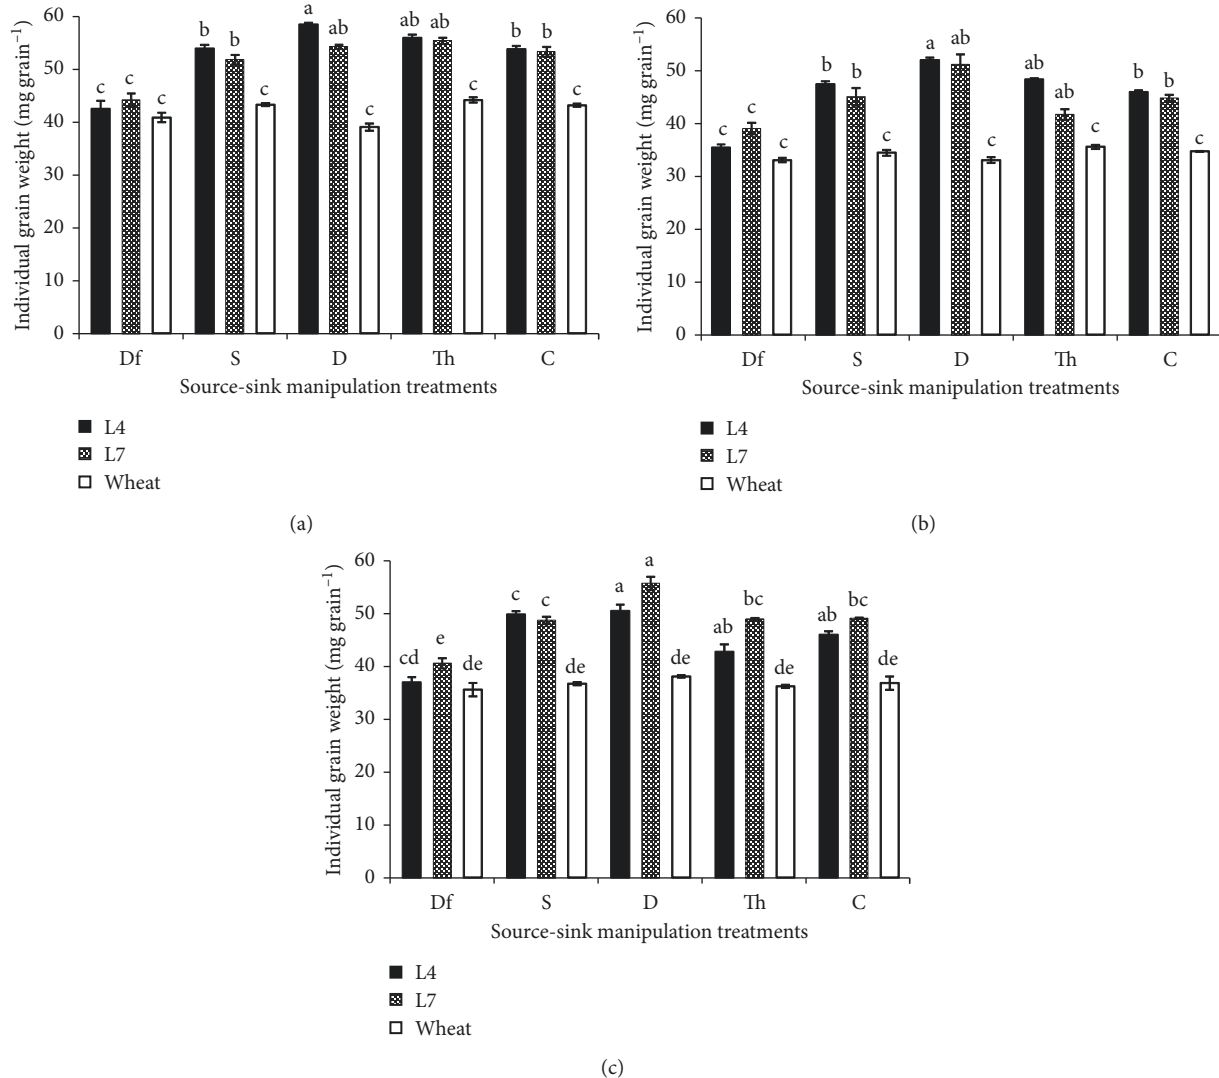 Individual grain weight (mg grain⁻¹)
60
50
40
30
20
10
0
c c c b b c a ab c ab ab c b b c
Df S D Th C
Source-sink manipulation treatments
L4
L7
Wheat
(a)
Individual grain weight (mg grain⁻¹)
60
50
40
30
20
10
0
c c c b b c a ab c ab ab c b b c
Df S D Th C
Source-sink manipulation treatments
L4
L7
Wheat
(b)
Individual grain weight (mg grain⁻¹)
60
50
40
30
20
10
0
cd e de c c de a a de ab bc de ab bc de
Df S D Th C
Source-sink manipulation treatments
L4
L7
Wheat
(c)